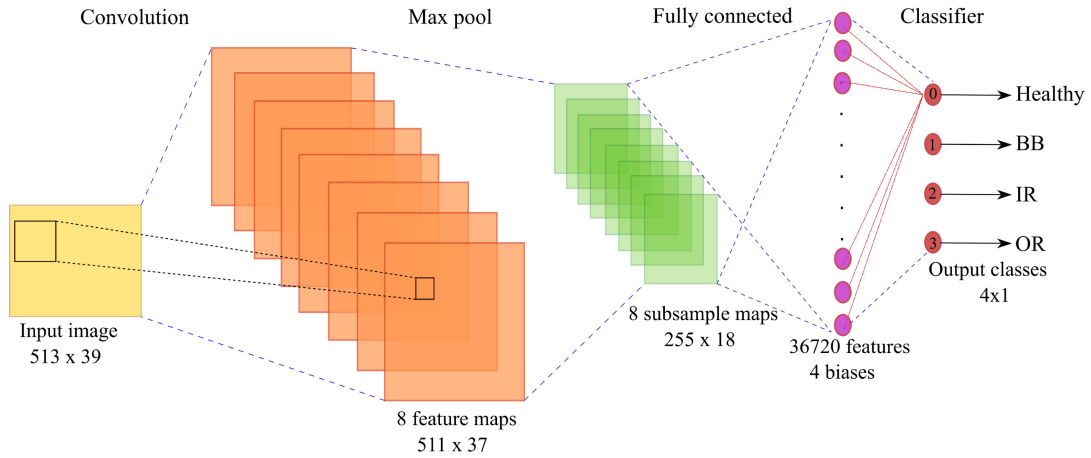 Convolution
Max pool
Fully connected
Classifier
Input image
513 x 39
8 feature maps
511 x 37
8 subsample maps
255 x 18
36720 features
4 biases
0
Healthy
1
BB
2
IR
3
OR
Output classes
4x1